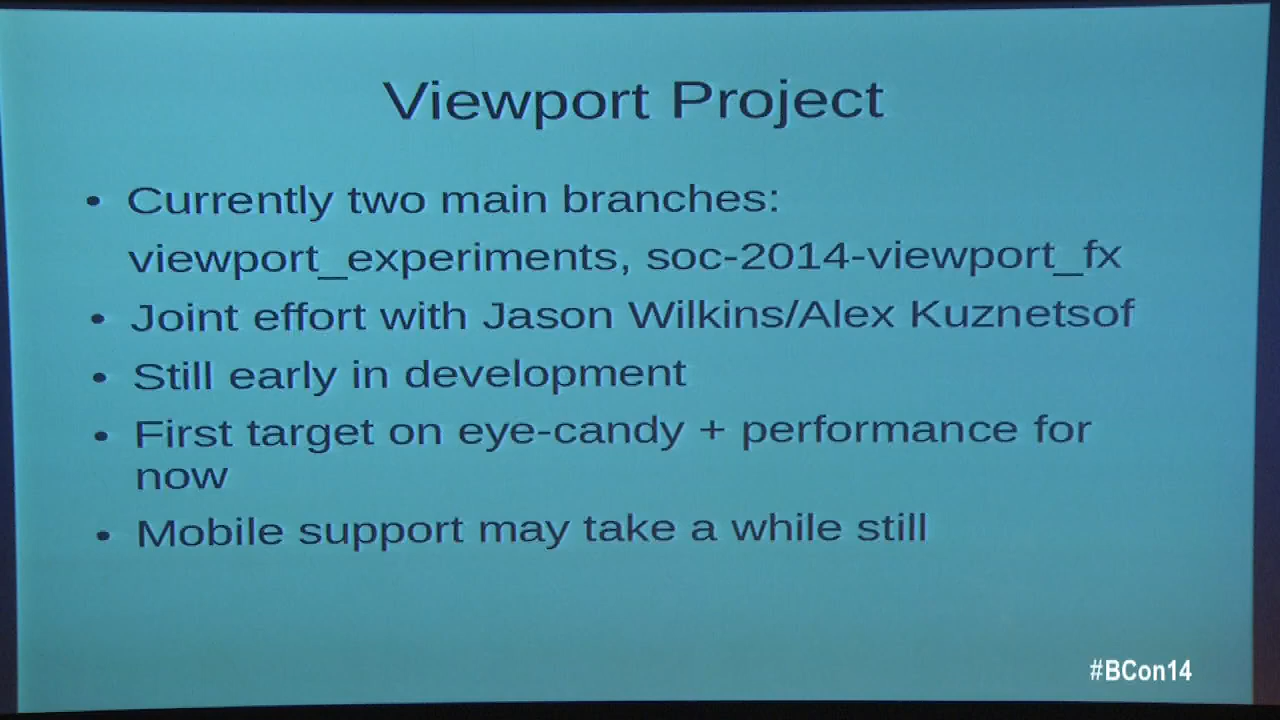 Viewport Project
• Currently two main branches:
viewport_experiments, soc-2014-viewport_fx
• Joint effort with Jason Wilkins/Alex Kuznetsof
• Still early in development
• First target on eye-candy + performance for
now
• Mobile support may take a while still
#BCon14